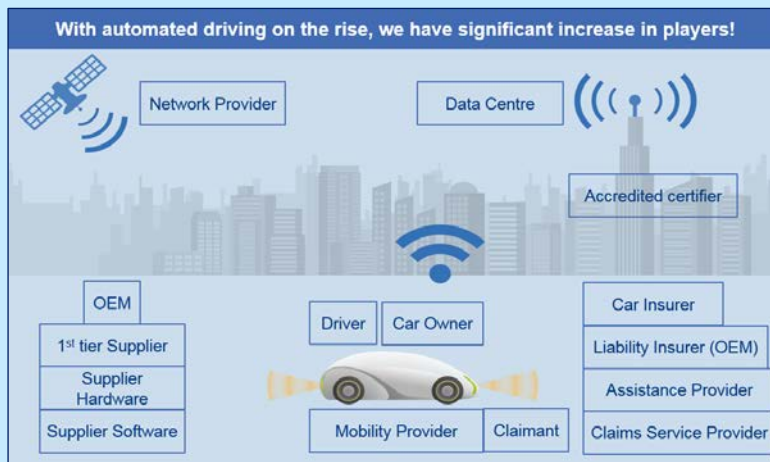 With automated driving on the rise, we have significant increase in players!
Network Provider
Data Centre
Accredited certifier
OEM
1st tier Supplier
Supplier
Hardware
Supplier Software
Driver
Car Owner
Mobility Provider
Claimant
Car Insurer
Liability Insurer (OEM)
Assistance Provider
Claims Service Provider